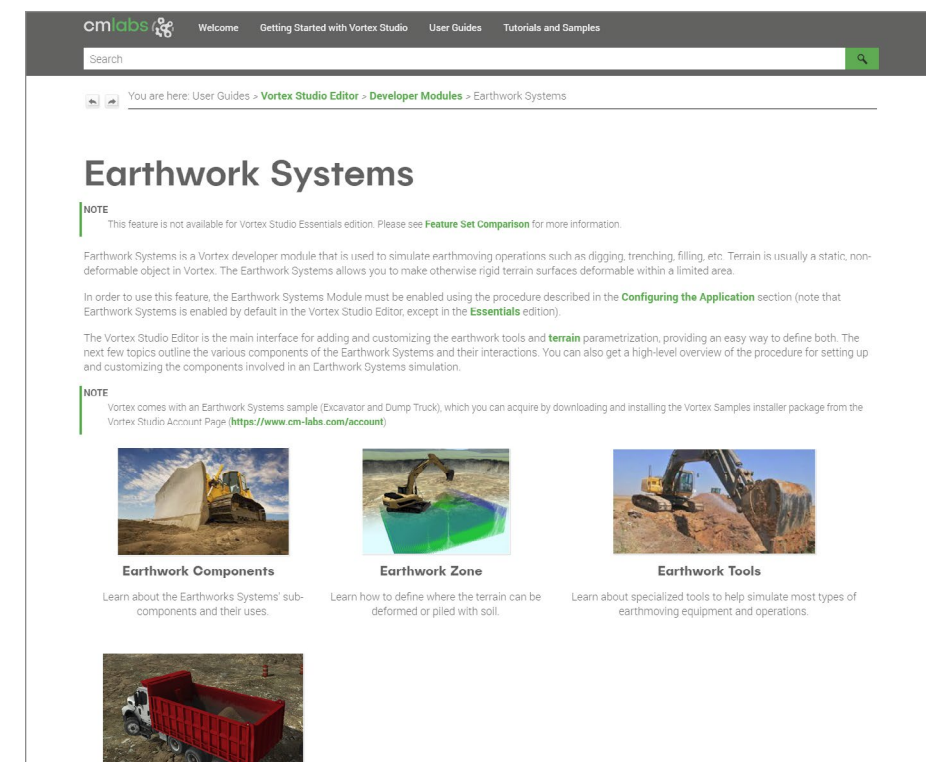 cmlabs
Welcome Getting Started with Vortex Studio User Guides Tutorials and Samples
Search
You are here: User Guides > Vortex Studio Editor > Developer Modules > Earthwork Systems
Earthwork Systems
NOTE
This feature is not available for Vortex Studio Essentials edition. Please see Feature Set Comparison for more information.
Earthwork Systems is a Vortex developer module that is used to simulate earthmoving operations such as digging, trenching, filling, etc. Terrain is usually a static, non-
deformable object in Vortex. The Earthwork Systems allows you to make otherwise rigid terrain surfaces deformable within a limited area.
In order to use this feature, the Earthwork Systems Module must be enabled using the procedure described in the Configuring the Application section (note that
Earthwork Systems is enabled by default in the Vortex Studio Editor, except in the Essentials edition).
The Vortex Studio Editor is the main interface for adding and customizing the earthwork tools and terrain parametrization, providing an easy way to define both. The
next few topics outline the various components of the Earthwork Systems and their interactions. You can also get a high-level overview of the procedure for setting up
and customizing the components involved in an Earthwork Systems simulation.
NOTE
Vortex comes with an Earthwork Systems sample (Excavator and Dump Truck), which you can acquire by downloading and installing the Vortex Samples installer package from the
Vortex Studio Account Page (https://www.cm-labs.com/account)
Earthwork Components
Learn about the Earthworks Systems' sub-
components and their uses.
Earthwork Zone
Learn how to define where the terrain can be
deformed or piled with soil.
Earthwork Tools
Learn about specialized tools to help simulate most types of
earthmoving equipment and operations.